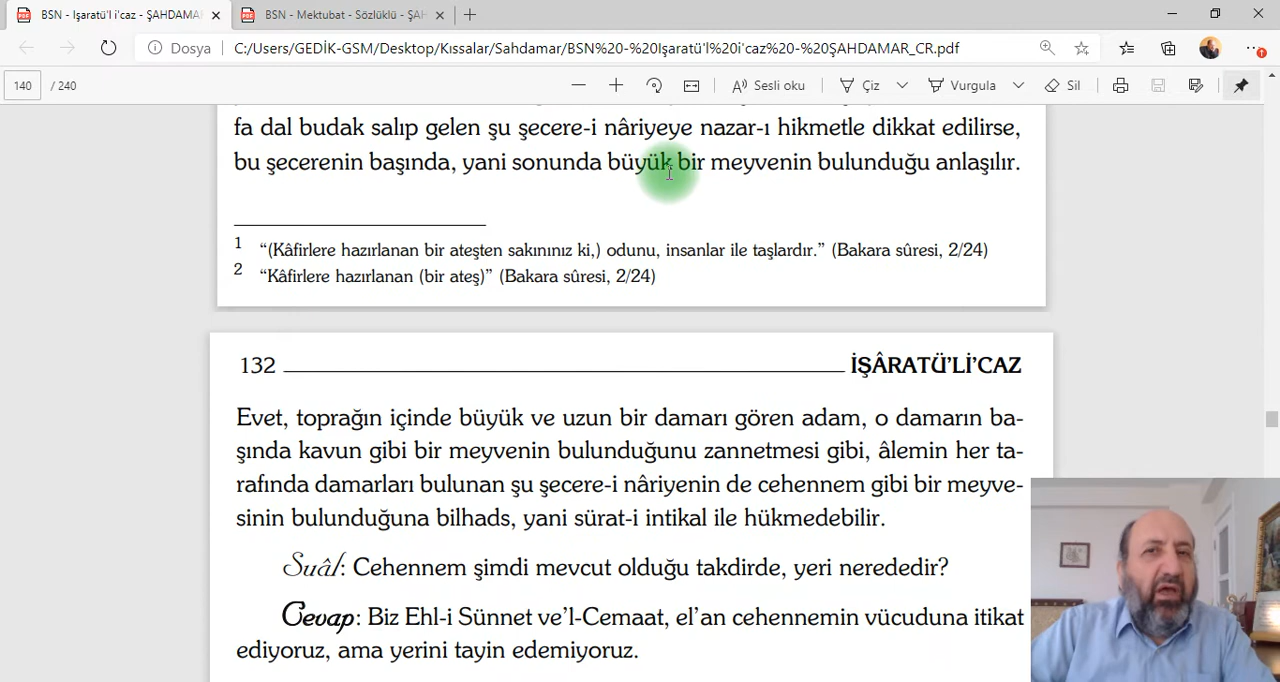 BSN - Işaratü'l i'caz - ŞAHDAMA
BSN - Mektubat - Sözlüklü - ŞAH
Dosya
C:/Users/GEDİK-GSM/Desktop/Kıssalar/Sahdamar/BSN%20-%20Işaratü'l%20i'caz%20-%20ŞAHDAMAR_CR.pdf
140 / 240
Sesli oku
Çiz
Vurgula
Sil
fa dal budak salıp gelen şu şecere-i nâriyeye nazar-ı hikmetle dikkat edilirse,
bu şecerenin başında, yani sonunda büyük bir meyvenin bulunduğu anlaşılır.
1 “(Kâfirlere hazırlanan bir ateşten sakınınız ki,) odunu, insanlar ile taşlardır.” (Bakara sûresi, 2/24)
2 “Kâfirlere hazırlanan (bir ateş)” (Bakara sûresi, 2/24)
132 İŞÂRATÜ’L İ’CAZ
Evet, toprağın içinde büyük ve uzun bir damarı gören adam, o damarın ba-
şında kavun gibi bir meyvenin bulunduğunu zannetmesi gibi, âlemin her ta-
rafında damarları bulunan şu şecere-i nâriyenin de cehennem gibi bir meyve-
sinin bulunduğuna bilhads, yani sürat-i intikal ile hükmedebilir.
Suâl: Cehennem şimdi mevcut olduğu takdirde, yeri nerededir?
Cevap: Biz Ehl-i Sünnet ve’l-Cemaat, el’an cehennemin vücuduna itikat
ediyoruz, ama yerini tayin edemiyoruz.